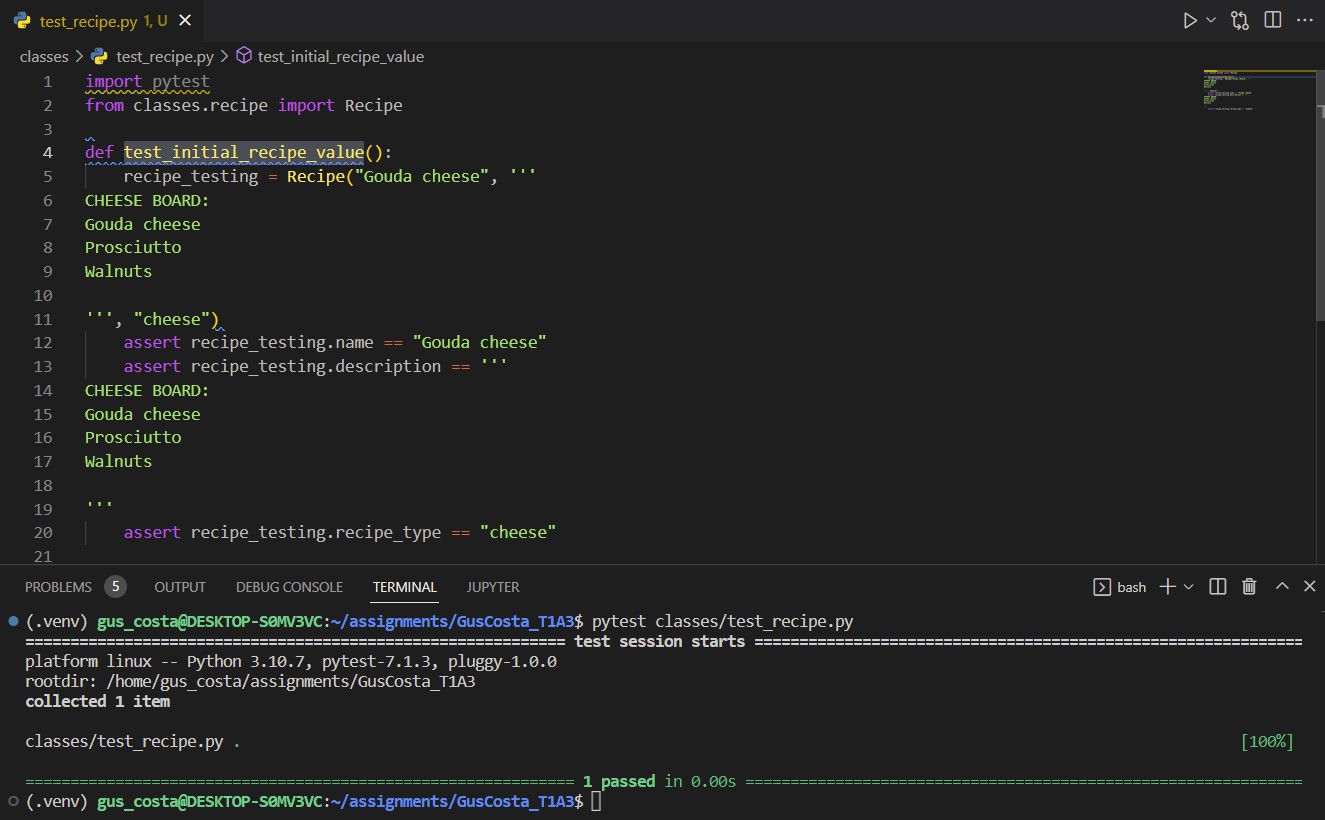 test_recipe.py 1, U
classes > test_recipe.py > test_initial_recipe_value
1 import pytest
2 from classes.recipe import Recipe
3
4 def test_initial_recipe_value():
5     recipe_testing = Recipe("Gouda cheese", '''
6 CHEESE BOARD:
7 Gouda cheese
8 Prosciutto
9 Walnuts
10
11 ''', "cheese")
12     assert recipe_testing.name == "Gouda cheese"
13     assert recipe_testing.description == '''
14 CHEESE BOARD:
15 Gouda cheese
16 Prosciutto
17 Walnuts
18
19 '''
20     assert recipe_testing.recipe_type == "cheese"
21
PROBLEMS 5 OUTPUT DEBUG CONSOLE TERMINAL JUPYTER bash
(.venv) gus_costa@DESKTOP-S0MV3VC:~/assignments/GusCosta_T1A3$ pytest classes/test_recipe.py
============================================================ test session starts ============================================================
platform linux -- Python 3.10.7, pytest-7.1.3, pluggy-1.0.0
rootdir: /home/gus_costa/assignments/GusCosta_T1A3
collected 1 item
classes/test_recipe.py . [100%]
============================================================= 1 passed in 0.00s =============================================================
(.venv) gus_costa@DESKTOP-S0MV3VC:~/assignments/GusCosta_T1A3$